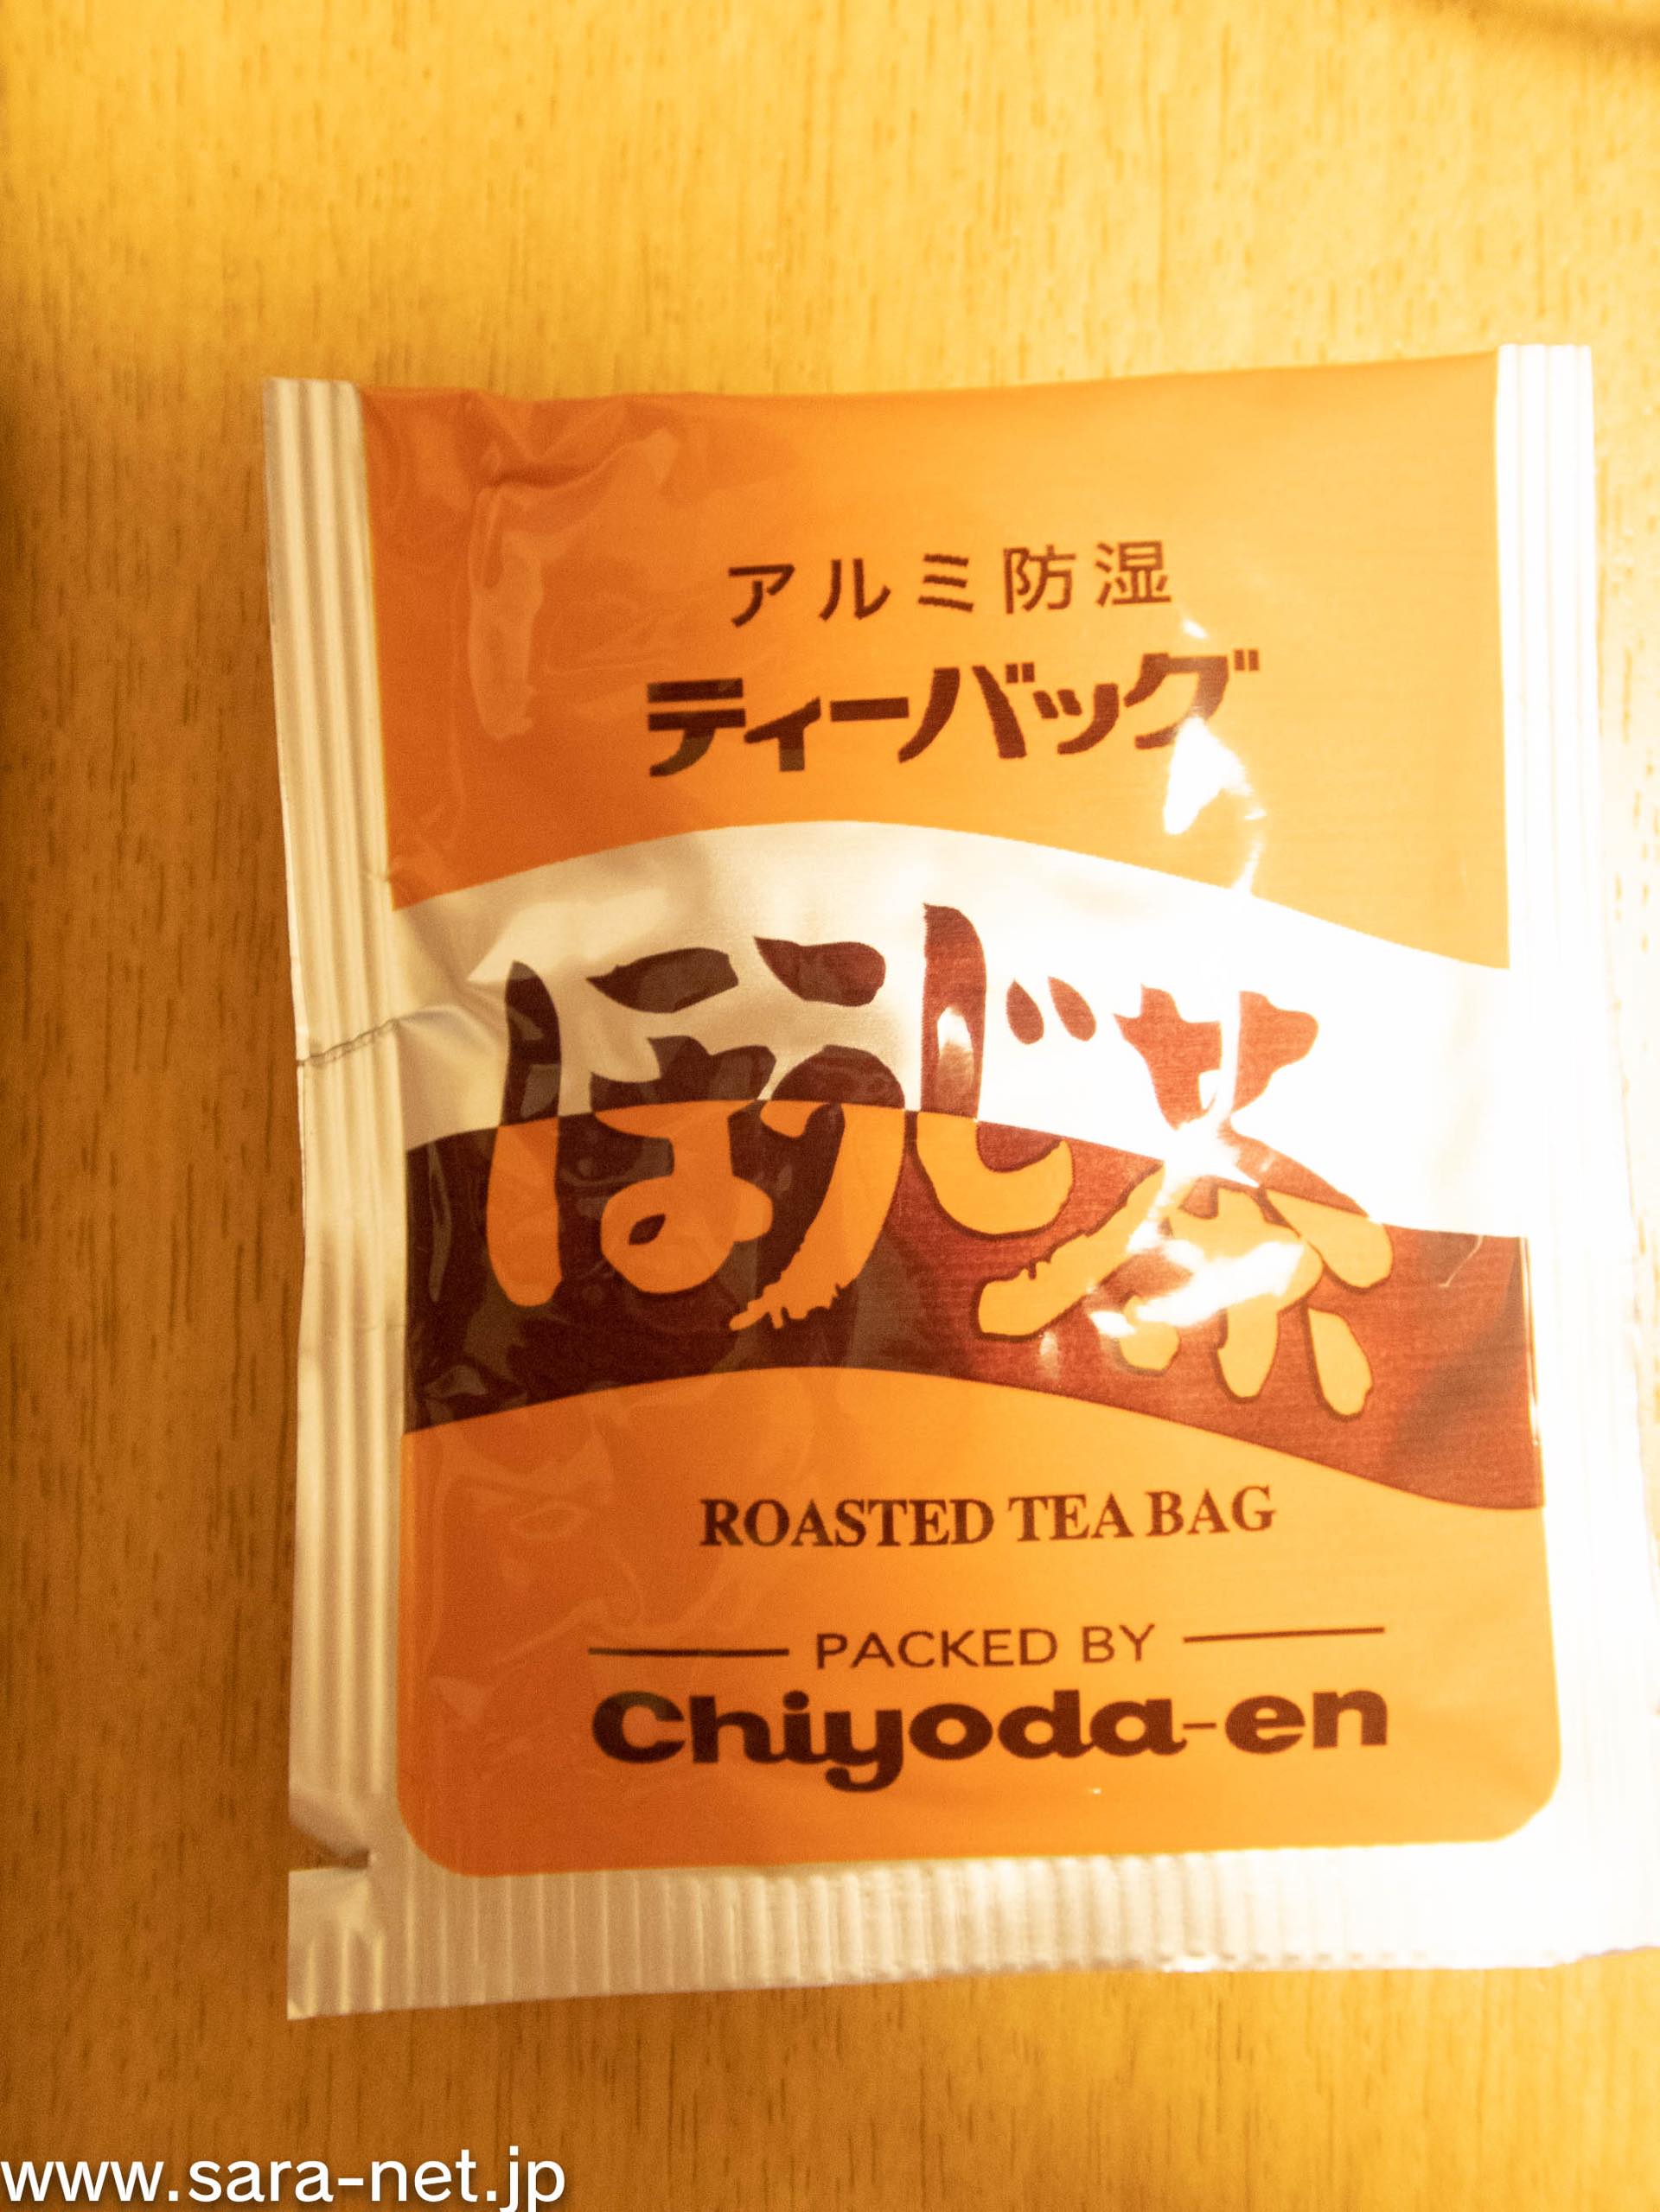 アルミ防湿
ティーバッグ
ほうじ茶
ROASTED TEA BAG
PACKED BY
Chiyoda-en
www.sara-net.jp